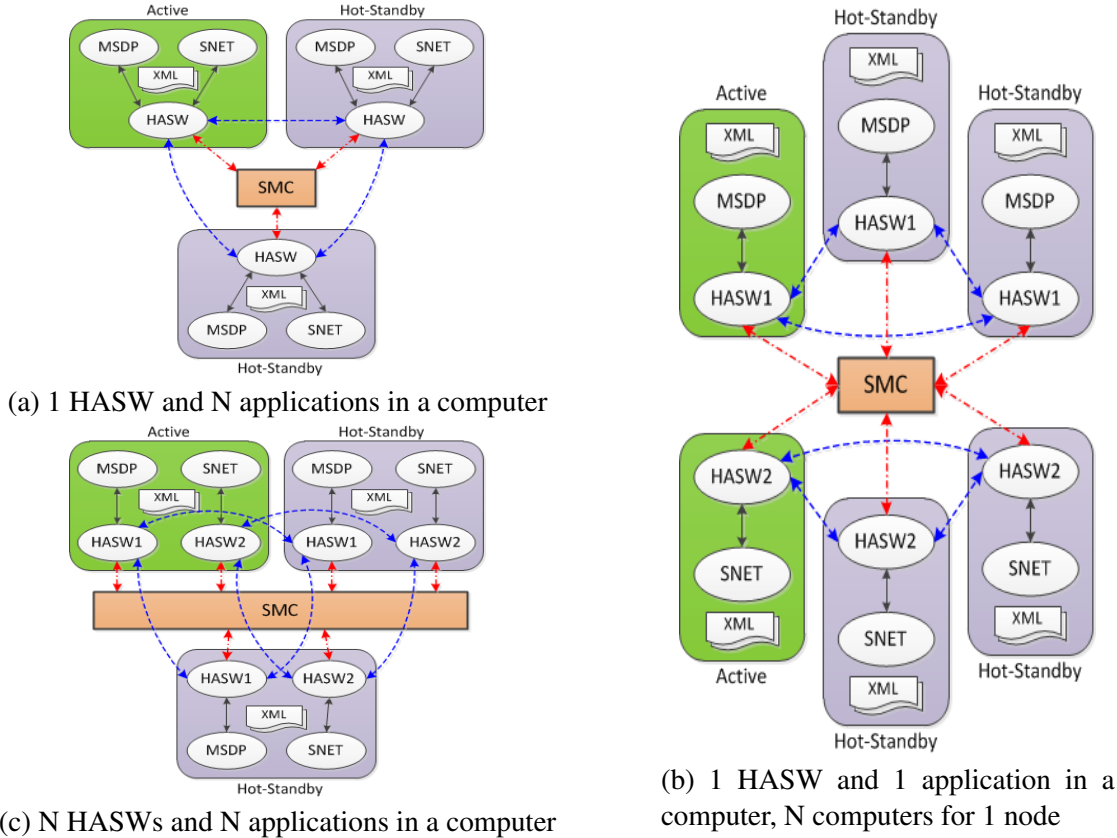 Active
Hot-Standby
MSDP
SNET
XML
HASW
MSDP
SNET
XML
HASW
SMC
HASW
XML
MSDP
SNET
Hot-Standby
(a) 1 HASW and N applications in a computer
Active
Hot-Standby
MSDP
SNET
XML
HASW1
HASW2
MSDP
SNET
XML
HASW1
HASW2
SMC
HASW1
HASW2
XML
MSDP
SNET
Hot-Standby
(c) N HASWs and N applications in a computer
Hot-Standby
XML
MSDP
HASW1
Active
XML
MSDP
HASW1
Hot-Standby
XML
MSDP
HASW1
SMC
HASW2
SNET
XML
Active
HASW2
SNET
XML
Hot-Standby
HASW2
SNET
XML
Hot-Standby
(b) 1 HASW and 1 application in a
computer, N computers for 1 node